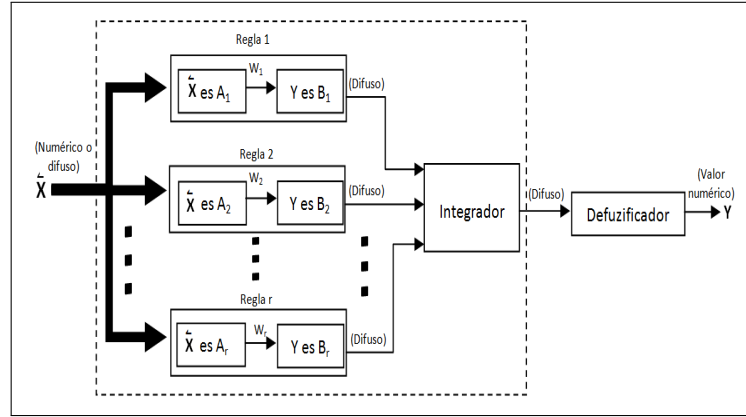 Regla 1
X es A1
W1
Y es B1
(Difuso)
(Numérico o
difuso)
X
Regla 2
X es A2
W2
Y es B2
(Difuso)
Regla r
X es Ar
Wr
Y es Br
(Difuso)
Integrador
(Difuso)
Defuzificador
(Valor
numérico)
Y